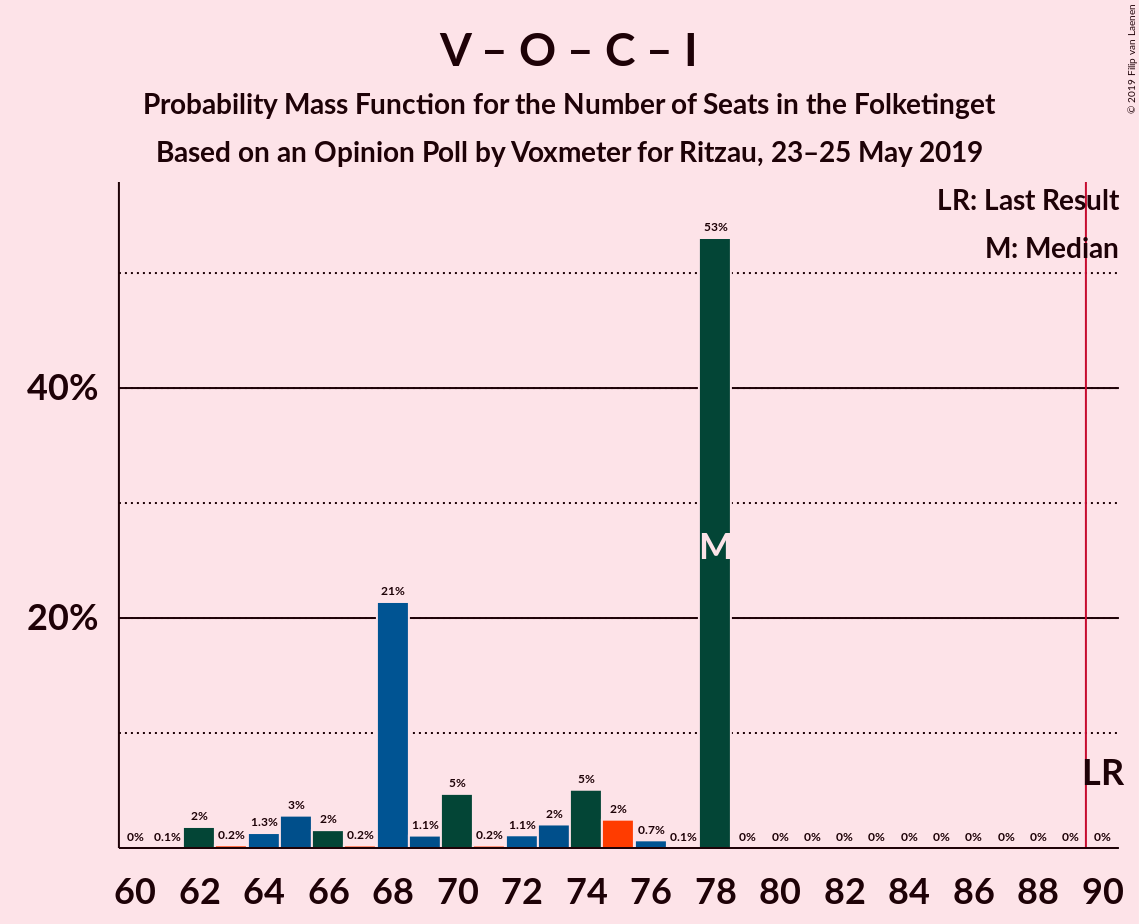 V – O – C – I
Probability Mass Function for the Number of Seats in the Folketinget
Based on an Opinion Poll by Voxmeter for Ritzau, 23–25 May 2019
© 2019 Filip van Laenen
LR: Last Result
M: Median
53%
40%
M
21%
20%
LR
0% 0.1% 2% 0.2% 1.3% 3% 2% 0.2% 1.1% 5% 0.2% 1.1% 2% 5% 2% 0.7% 0.1% 0% 0% 0% 0% 0% 0% 0% 0% 0% 0% 0% 0%
60 62 64 66 68 70 72 74 76 78 80 82 84 86 88 90